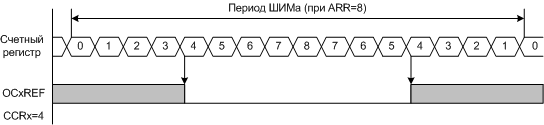 Период ШИМа (при ARR=8)
Счетный регистр
0 1 2 3 4 5 6 7 8 7 6 5 4 3 2 1 0
OCxREF
CCRx=4